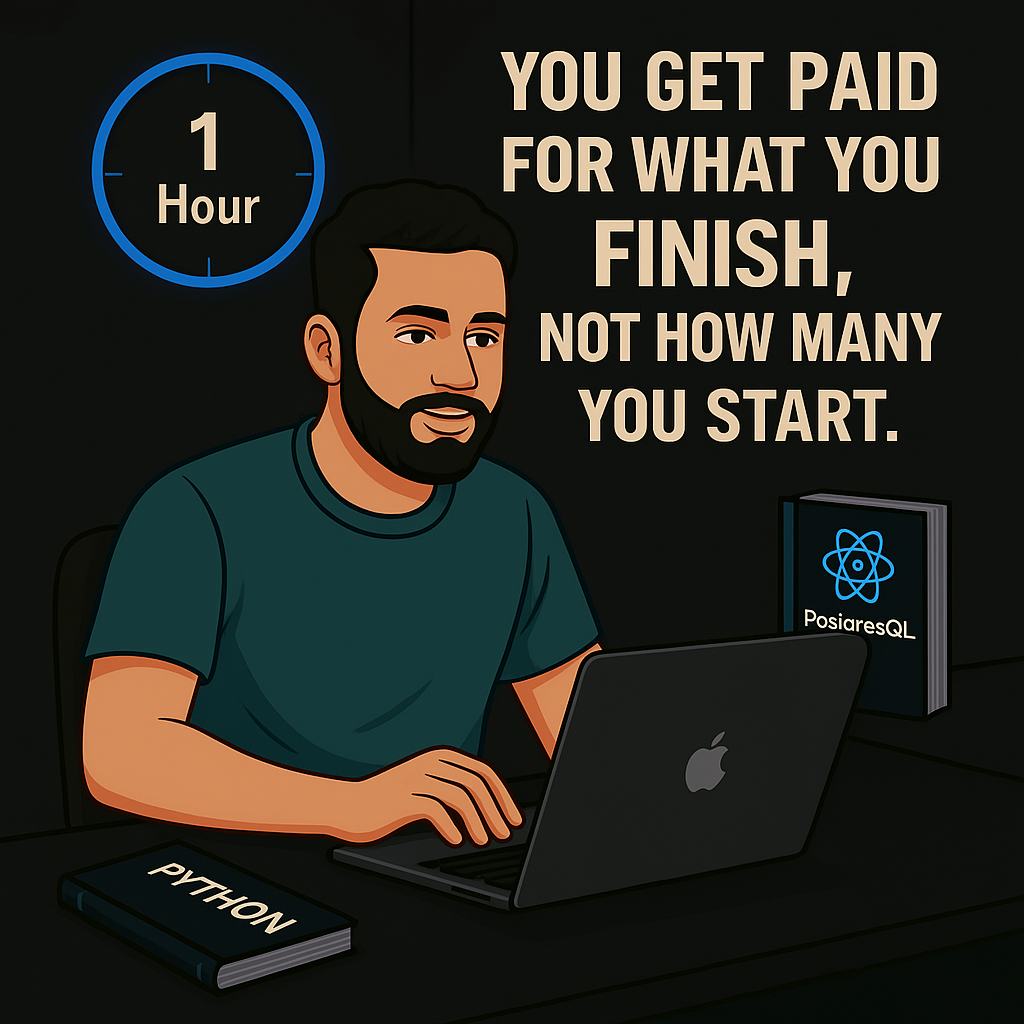 1
Hour
YOU GET PAID
FOR WHAT YOU
FINISH,
NOT HOW MANY
YOU START.
PosiaresQL
PYTHON